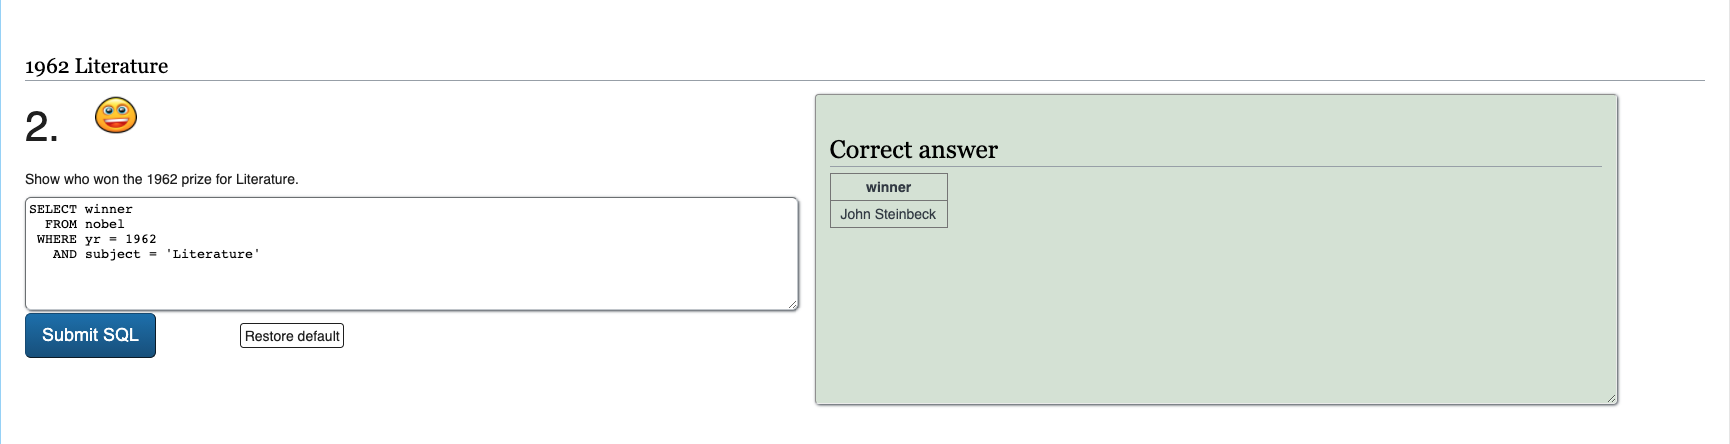 1962 Literature
2.
Show who won the 1962 prize for Literature.
SELECT winner
  FROM nobel
 WHERE yr = 1962
   AND subject = 'Literature'
Submit SQL
Restore default
Correct answer
winner
John Steinbeck